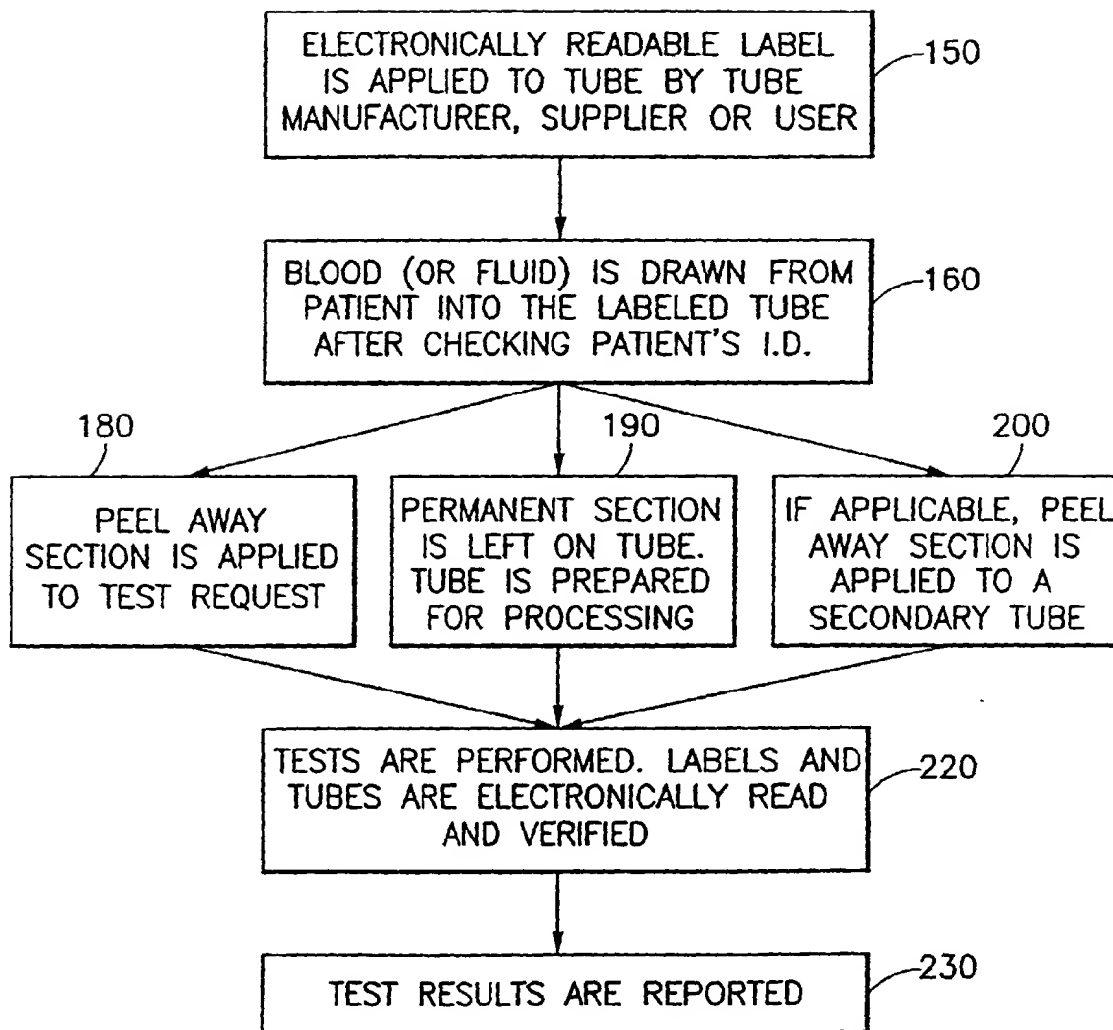 ELECTRONICALLY READABLE LABEL
IS APPLIED TO TUBE BY TUBE
MANUFACTURER, SUPPLIER OR USER
150
BLOOD (OR FLUID) IS DRAWN FROM
PATIENT INTO THE LABELED TUBE
AFTER CHECKING PATIENT'S I.D.
160
180
PEEL AWAY
SECTION IS APPLIED
TO TEST REQUEST
190
PERMANENT SECTION
IS LEFT ON TUBE.
TUBE IS PREPARED
FOR PROCESSING
200
IF APPLICABLE, PEEL
AWAY SECTION IS
APPLIED TO A
SECONDARY TUBE
TESTS ARE PERFORMED. LABELS AND
TUBES ARE ELECTRONICALLY READ
AND VERIFIED
220
TEST RESULTS ARE REPORTED
230